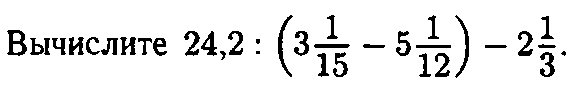 Вычислите 24,2 : (3 1/15 − 5 1/12) − 2 1/3.